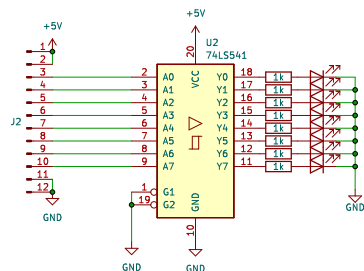 +5V
+5V
U2
74LS541
20
VCC
J2
1
2
3
4
5
6
7
8
9
10
11
12
2 A0 Y0 18 1k
3 A1 Y1 17 1k
4 A2 Y2 16 1k
5 A3 Y3 15 1k
6 A4 Y4 14 1k
7 A5 Y5 13 1k
8 A6 Y6 12 1k
9 A7 Y7 11 1k
1 G1
19 G2
GND
10
GND
GND
GND
GND